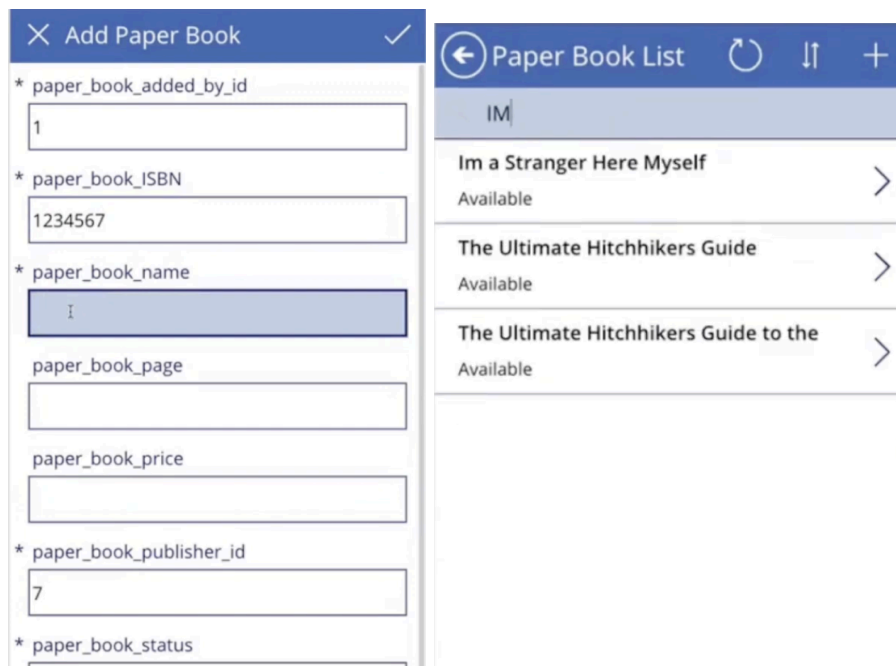 Add Paper Book
* paper_book_added_by_id
1
* paper_book_ISBN
1234567
* paper_book_name
paper_book_page
paper_book_price
* paper_book_publisher_id
7
* paper_book_status
Paper Book List
IM
Im a Stranger Here Myself
Available
The Ultimate Hitchhikers Guide
Available
The Ultimate Hitchhikers Guide to the
Available